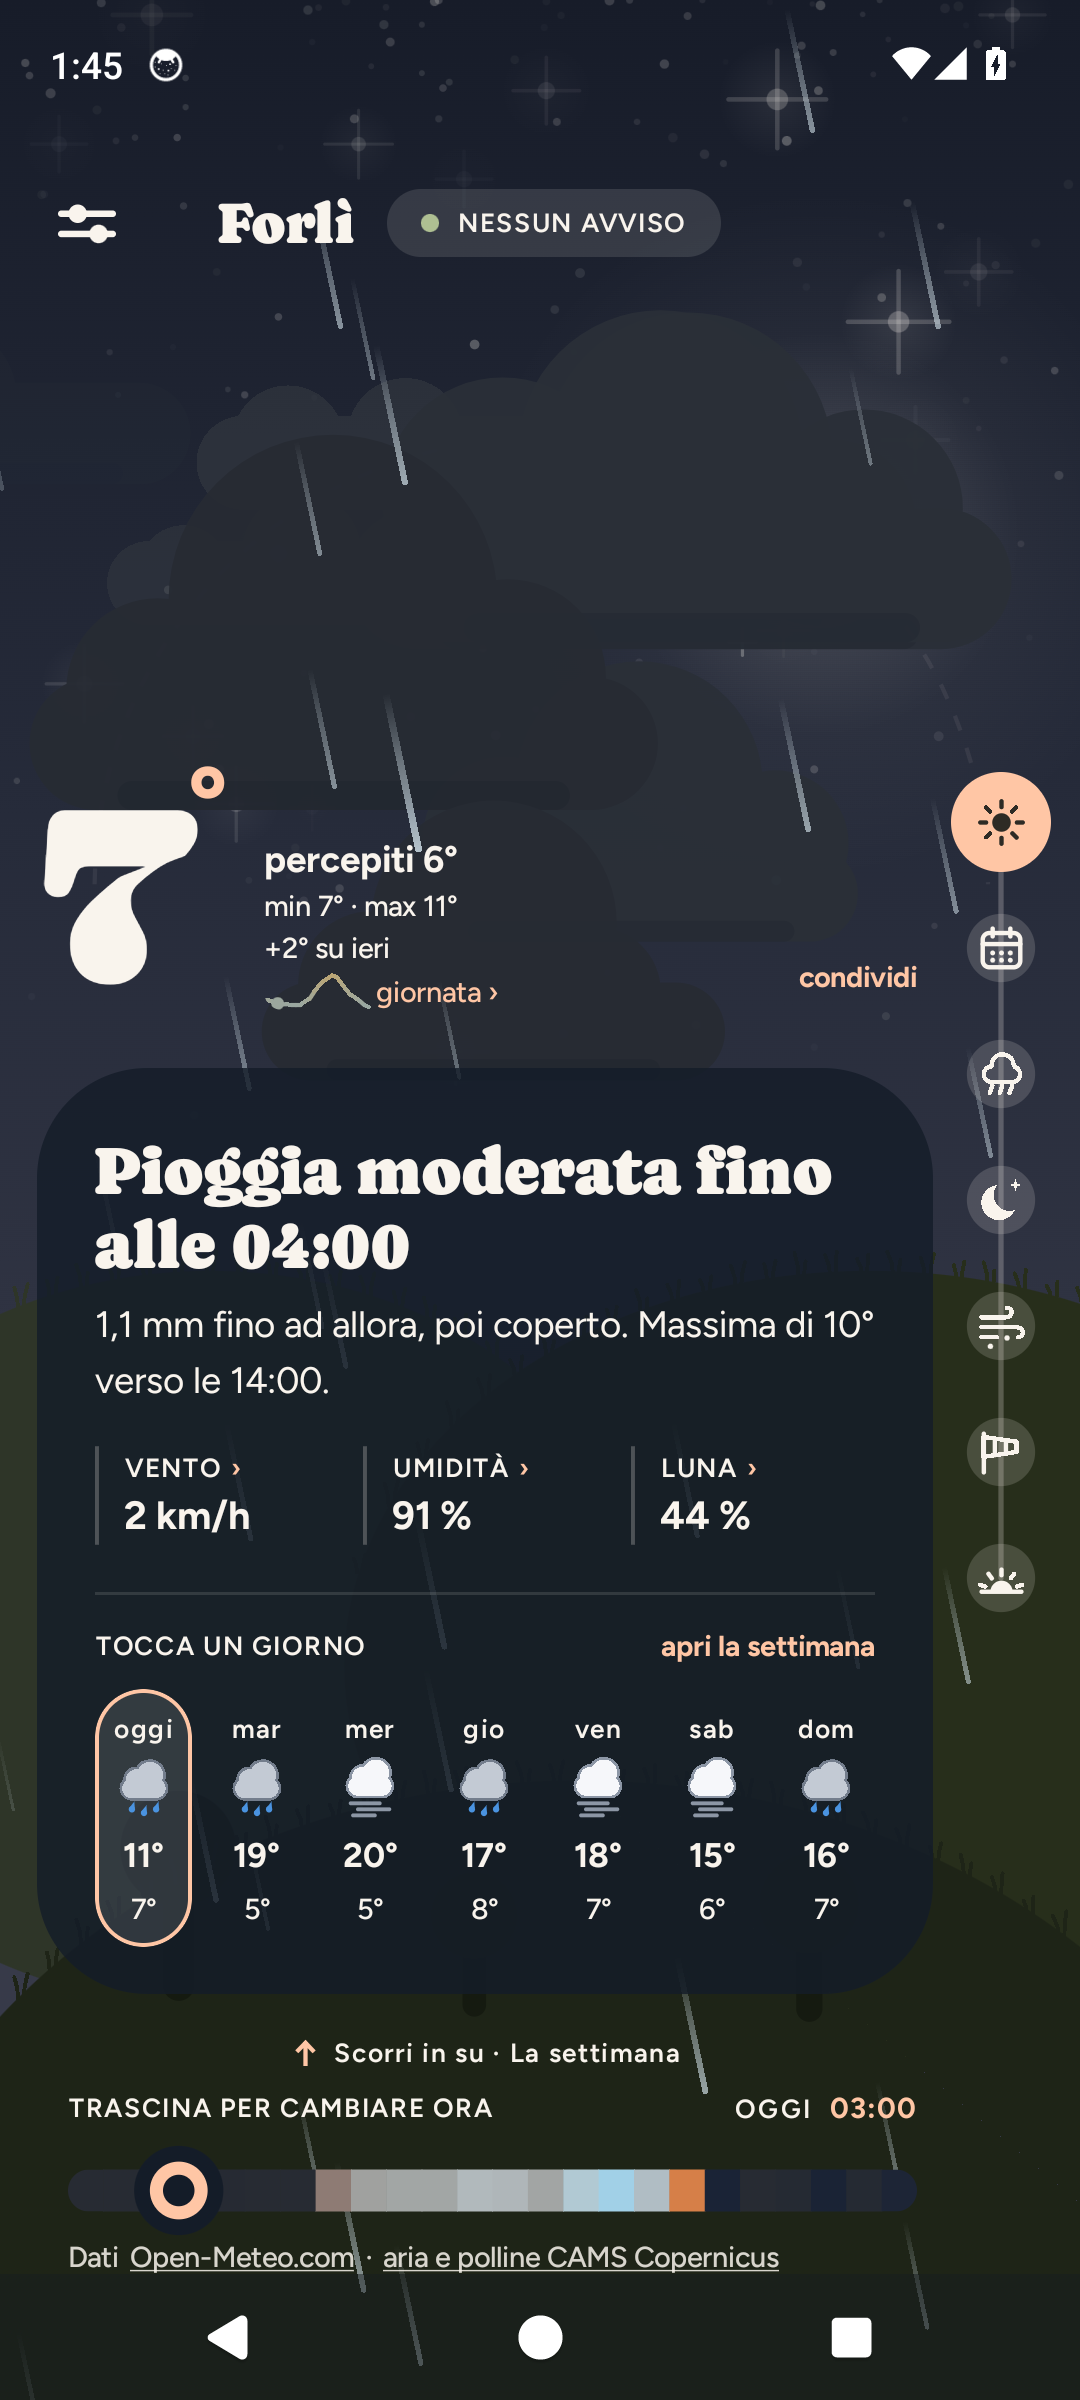 1:45
Forlì
NESSUN AVVISO
7°
percepiti 6°
min 7° · max 11°
+2° su ieri
giornata ›
condividi
Pioggia moderata fino
alle 04:00
1,1 mm fino ad allora, poi coperto. Massima di 10°
verso le 14:00.
VENTO › UMIDITÀ › LUNA ›
2 km/h 91 % 44 %
TOCCA UN GIORNO apri la settimana
oggi mar mer gio ven sab dom
11° 19° 20° 17° 18° 15° 16°
7° 5° 5° 8° 7° 6° 7°
↑ Scorri in su · La settimana
TRASCINA PER CAMBIARE ORA OGGI 03:00
Dati Open-Meteo.com · aria e polline CAMS Copernicus